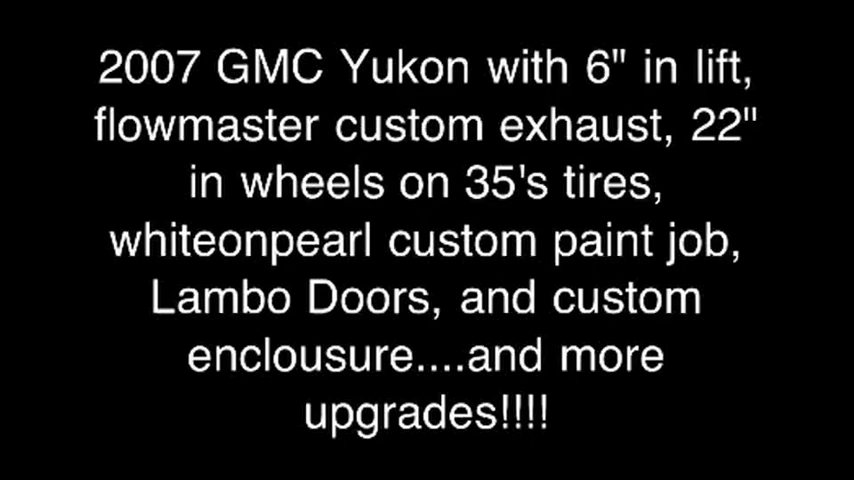 2007 GMC Yukon with 6" in lift,
flowmaster custom exhaust, 22"
in wheels on 35's tires,
whiteonpearl custom paint job,
Lambo Doors, and custom
enclousure....and more
upgrades!!!!